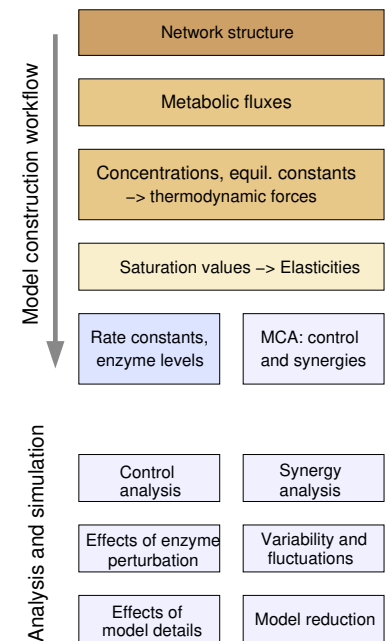 Model construction workflow
Network structure
Metabolic fluxes
Concentrations, equil. constants
−> thermodynamic forces
Saturation values −> Elasticities
Rate constants,
enzyme levels
MCA: control
and synergies
Analysis and simulation
Control
analysis
Synergy
analysis
Effects of enzyme
perturbation
Variability and
fluctuations
Effects of
model details
Model reduction